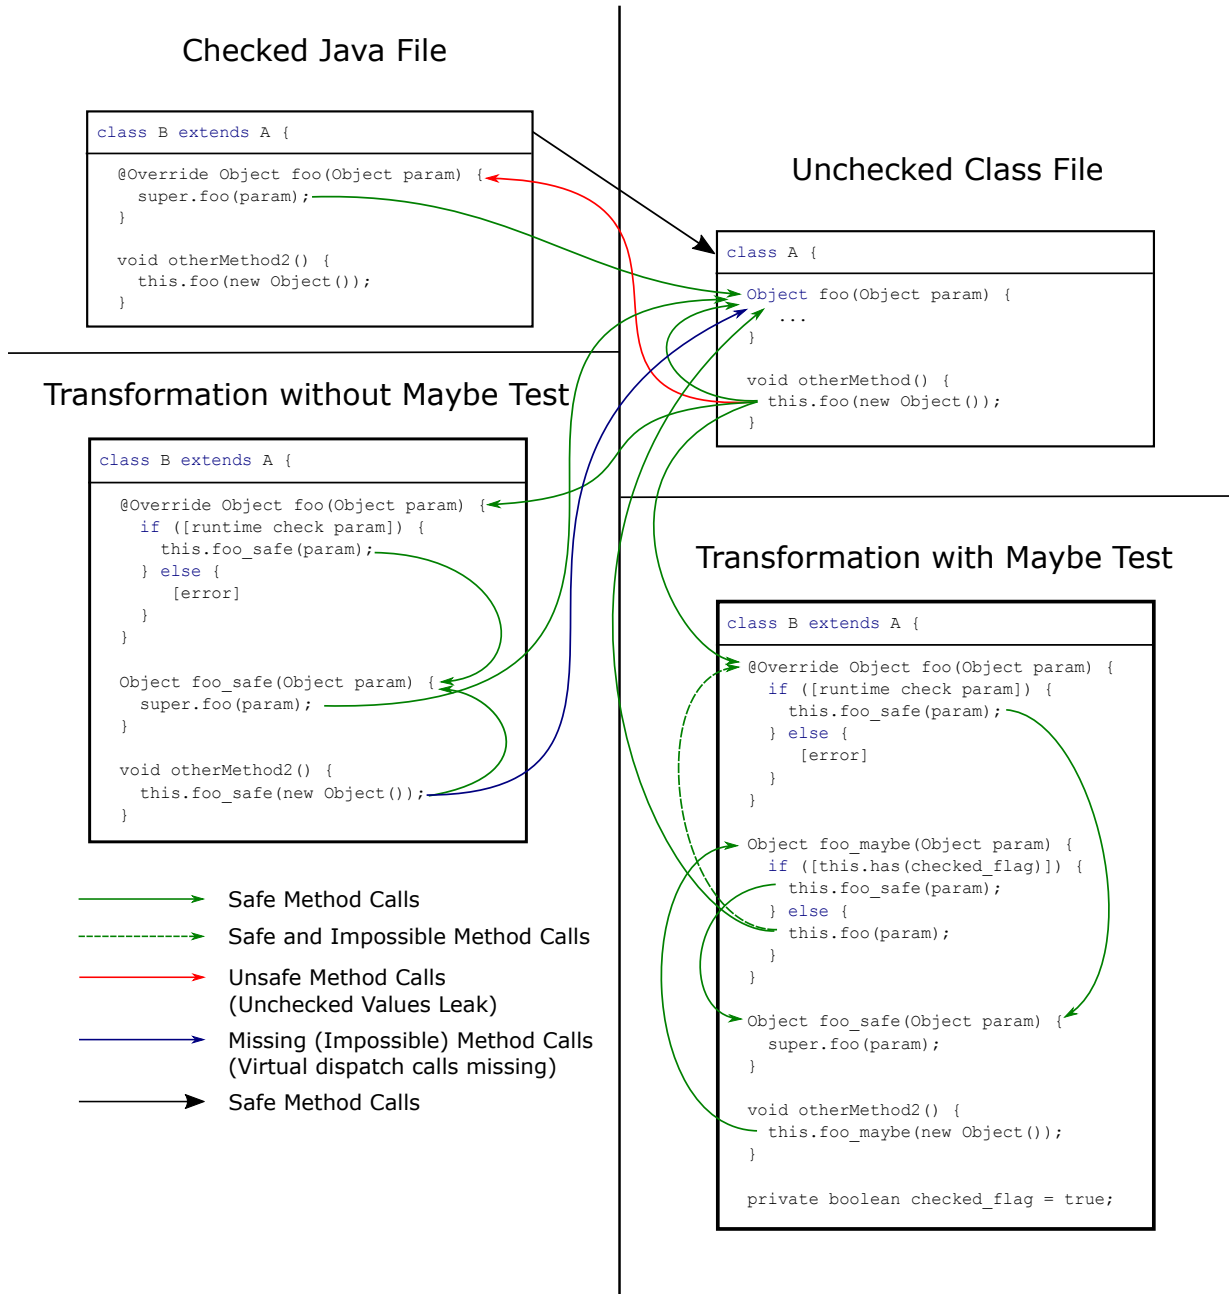 Checked Java File
class B extends A {
@Override Object foo(Object param) {
super.foo(param);
}
void otherMethod2() {
this.foo(new Object());
}
Unchecked Class File
class A {
Object foo(Object param) {
...
}
void otherMethod() {
this.foo(new Object());
}
Transformation without Maybe Test
class B extends A {
@Override Object foo(Object param) {
if ([runtime check param]) {
this.foo_safe(param);
} else {
[error]
}
}
Object foo_safe(Object param) {
super.foo(param);
}
void otherMethod2() {
this.foo_safe(new Object());
}
Safe Method Calls
Safe and Impossible Method Calls
Unsafe Method Calls
(Unchecked Values Leak)
Missing (Impossible) Method Calls
(Virtual dispatch calls missing)
Safe Method Calls
Transformation with Maybe Test
class B extends A {
@Override Object foo(Object param) {
if ([runtime check param]) {
this.foo_safe(param);
} else {
[error]
}
}
Object foo_maybe(Object param) {
if ([this.has(checked_flag)]) {
this.foo_safe(param);
} else {
this.foo(param);
}
}
Object foo_safe(Object param) {
super.foo(param);
}
void otherMethod2() {
this.foo_maybe(new Object());
}
private boolean checked_flag = true;